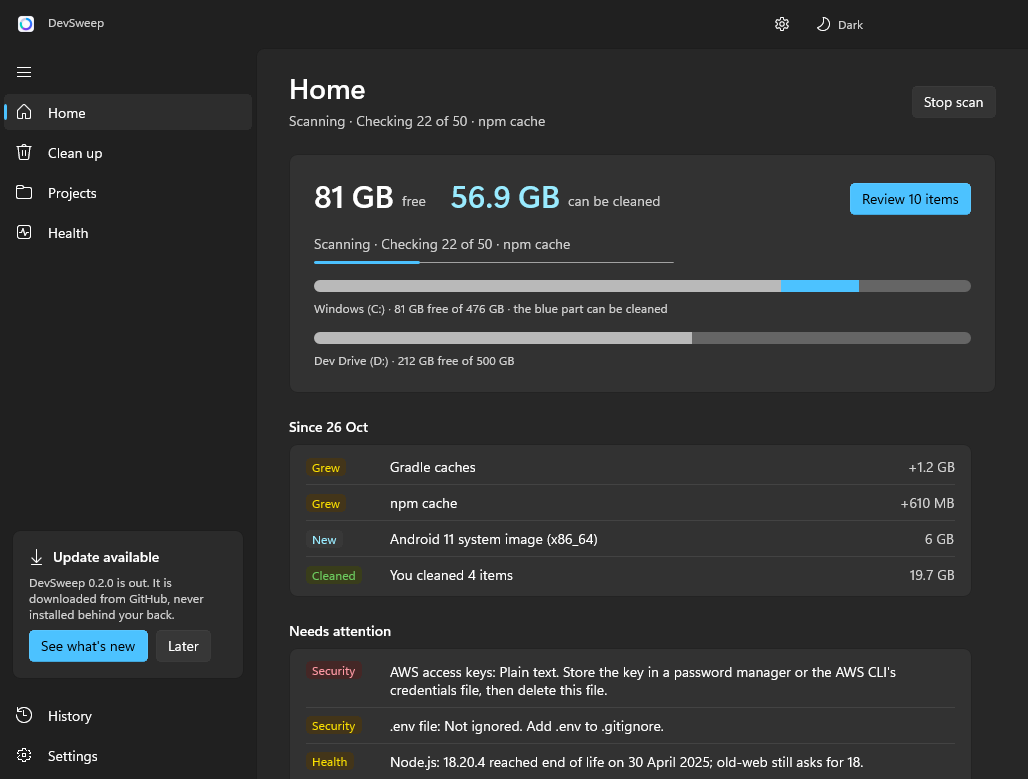 DevSweep
Dark
Home
Clean up
Projects
Health
Update available
DevSweep 0.2.0 is out. It is
downloaded from GitHub, never
installed behind your back.
See what's new
Later
History
Settings
Home
Scanning · Checking 22 of 50 · npm cache
Stop scan
81 GB free 56.9 GB can be cleaned
Review 10 items
Scanning · Checking 22 of 50 · npm cache
Windows (C:) · 81 GB free of 476 GB · the blue part can be cleaned
Dev Drive (D:) · 212 GB free of 500 GB
Since 26 Oct
Grew Gradle caches +1.2 GB
Grew npm cache +610 MB
New Android 11 system image (x86_64) 6 GB
Cleaned You cleaned 4 items 19.7 GB
Needs attention
Security AWS access keys: Plain text. Store the key in a password manager or the AWS CLI's
credentials file, then delete this file.
Security .env file: Not ignored. Add .env to .gitignore.
Health Node.js: 18.20.4 reached end of life on 30 April 2025; old-web still asks for 18.